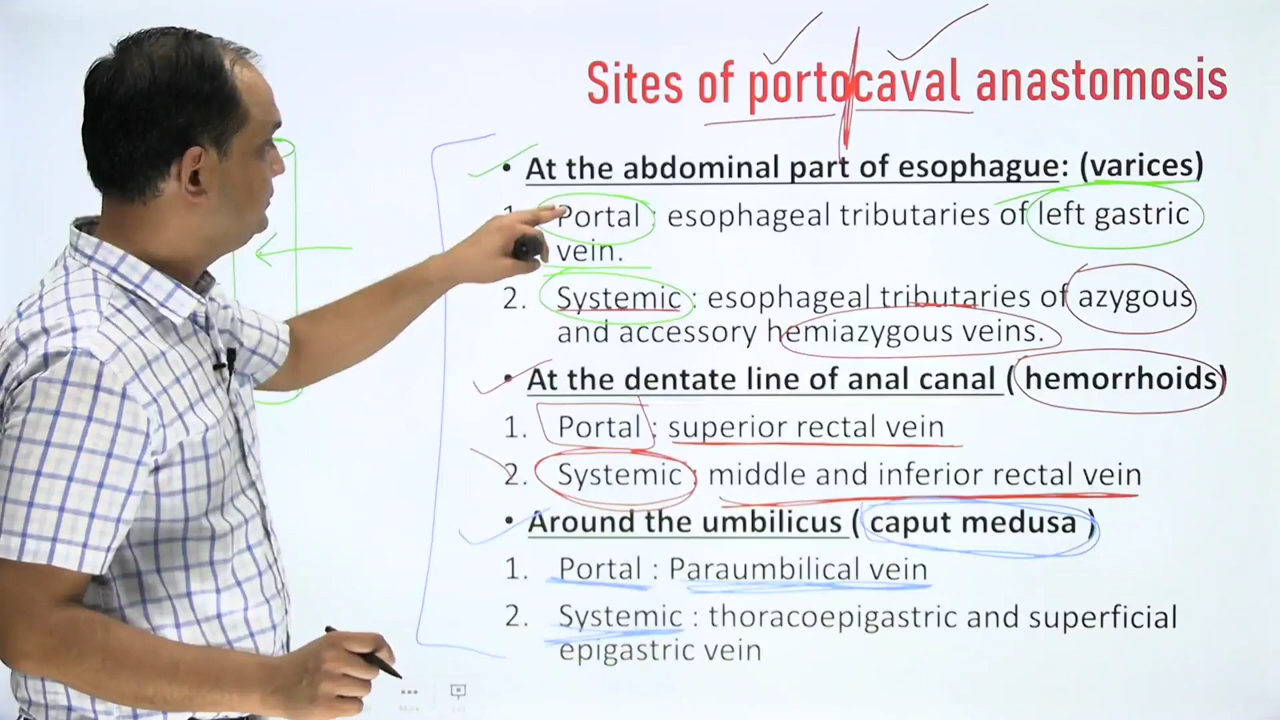 Sites of portocaval anastomosis
• At the abdominal part of esophague: (varices)
1. Portal : esophageal tributaries of left gastric
vein.
2. Systemic : esophageal tributaries of azygous
and accessory hemiazygous veins.
• At the dentate line of anal canal (hemorrhoids)
1. Portal : superior rectal vein
2. Systemic : middle and inferior rectal vein
• Around the umbilicus ( caput medusa )
1. Portal : Paraumbilical vein
2. Systemic : thoracoepigastric and superficial
epigastric vein
More